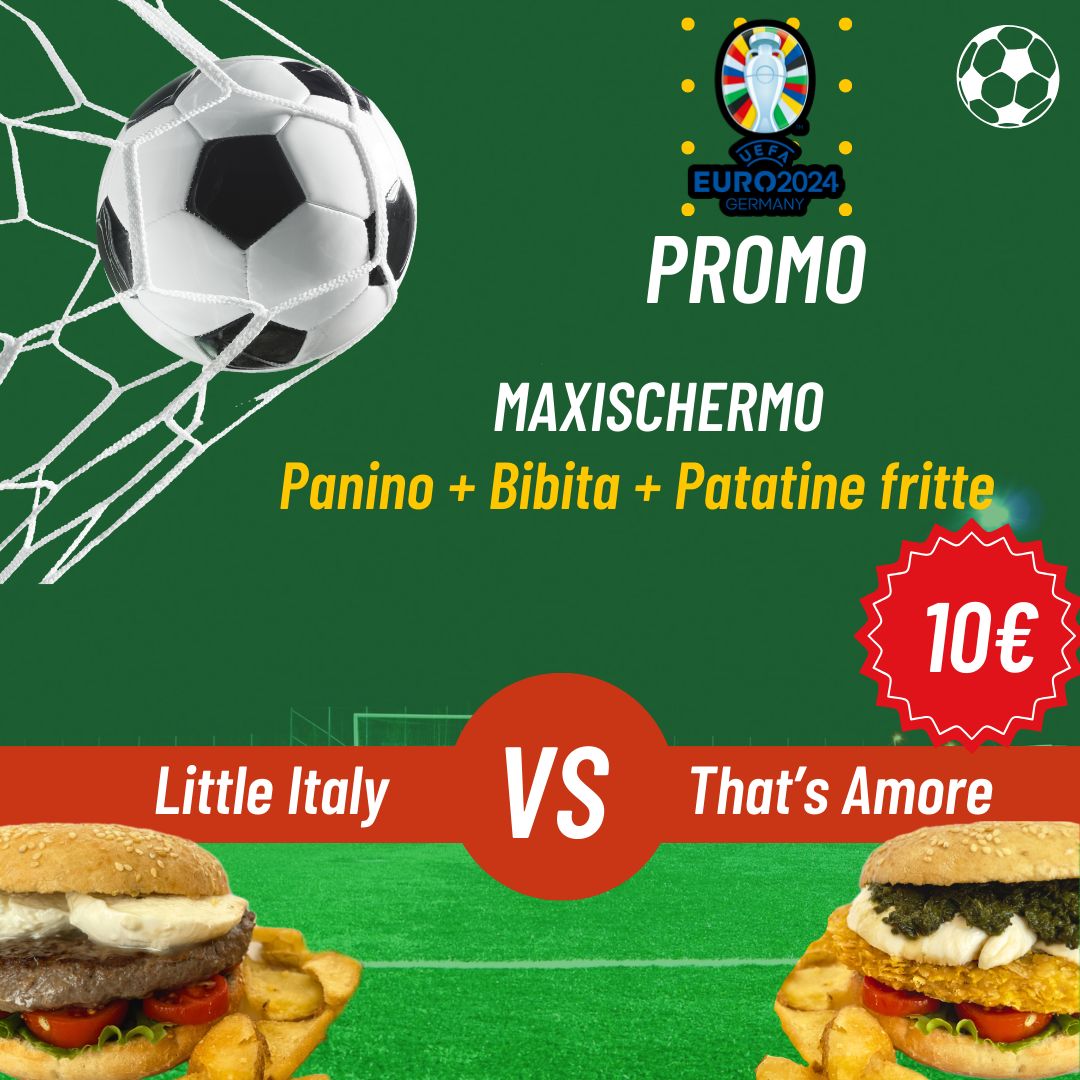 UEFA
EURO2024
GERMANY
PROMO
MAXISCHERMO
Panino + Bibita + Patatine fritte
10€
Little Italy
VS
That’s Amore